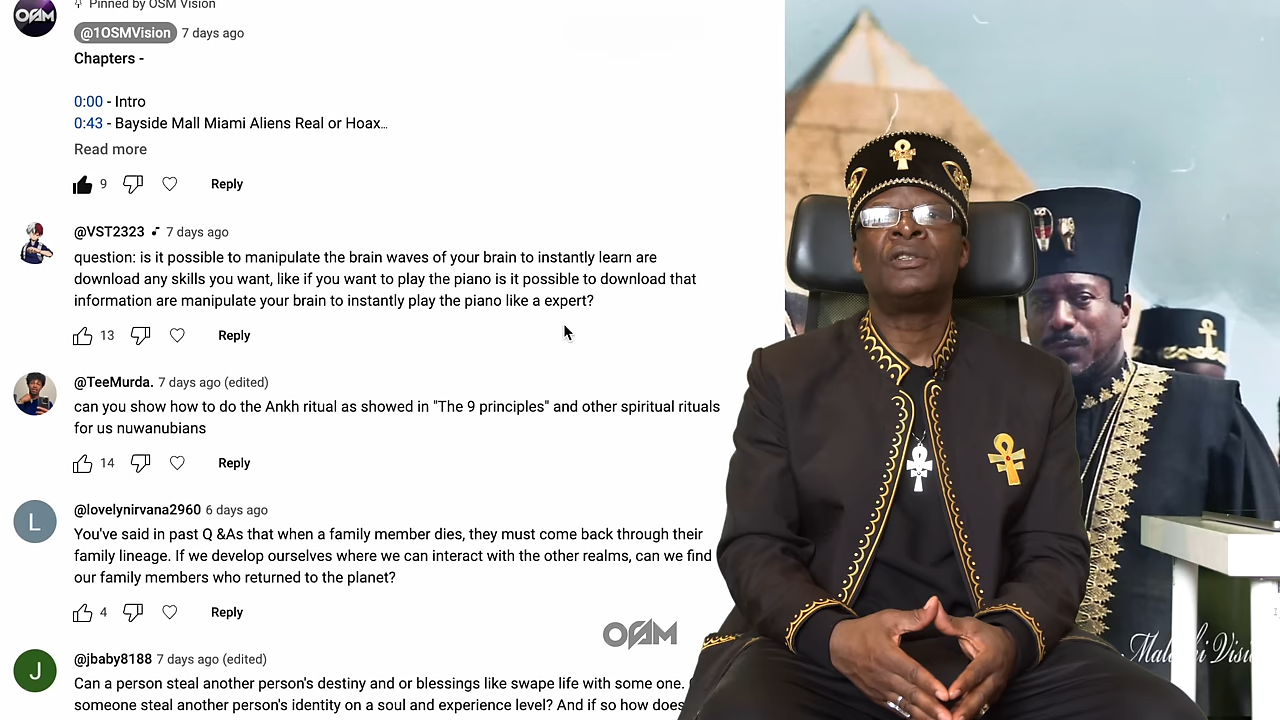 OSM
Pinned by OSM Vision
@1OSMVision 7 days ago
Chapters -
0:00 - Intro
0:43 - Bayside Mall Miami Aliens Real or Hoax…
Read more
9 Reply
@VST2323 7 days ago
question: is it possible to manipulate the brain waves of your brain to instantly learn are
download any skills you want, like if you want to play the piano is it possible to download that
information are manipulate your brain to instantly play the piano like a expert?
13 Reply
@TeeMurda. 7 days ago (edited)
can you show how to do the Ankh ritual as showed in "The 9 principles" and other spiritual rituals
for us nuwanubians
14 Reply
L
@lovelynirvana2960 6 days ago
You've said in past Q &As that when a family member dies, they must come back through their
family lineage. If we develop ourselves where we can interact with the other realms, can we find
our family members who returned to the planet?
4 Reply
OSM
J
@jbaby8188 7 days ago (edited)
Can a person steal another person's destiny and or blessings like swape life with some one.
someone steal another person's identity on a soul and experience level? And if so how does